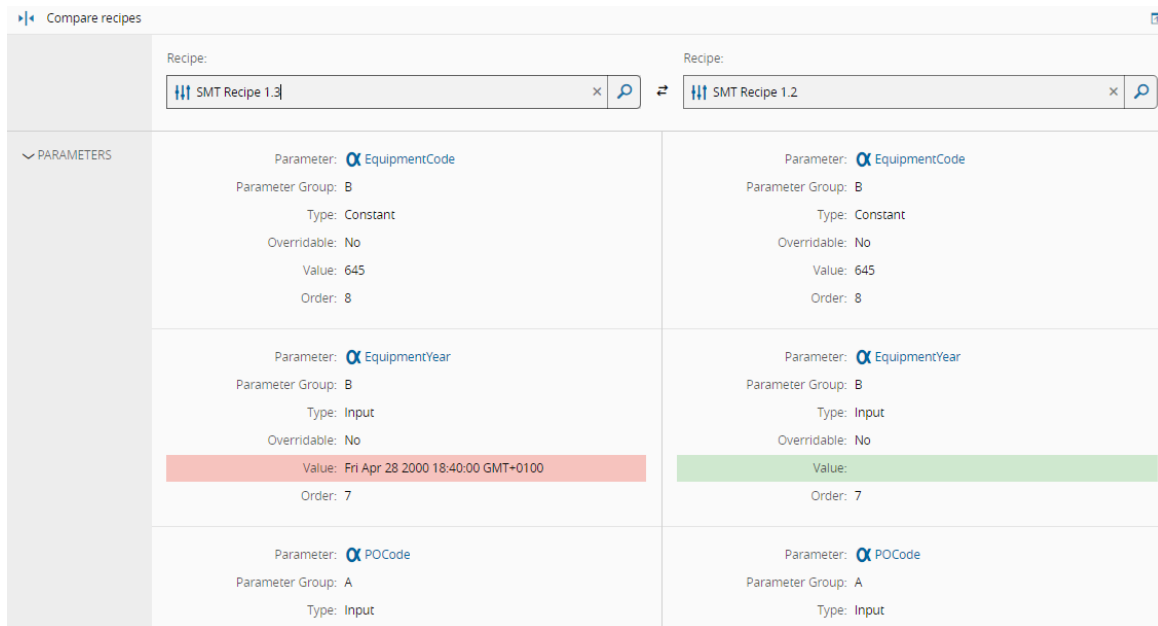 Compare recipes
Recipe:
Recipe:
SMT Recipe 1.3
SMT Recipe 1.2
PARAMETERS
Parameter: EquipmentCode
Parameter: EquipmentCode
Parameter Group: B
Parameter Group: B
Type: Constant
Type: Constant
Overridable: No
Overridable: No
Value: 645
Value: 645
Order: 8
Order: 8
Parameter: EquipmentYear
Parameter: EquipmentYear
Parameter Group: B
Parameter Group: B
Type: Input
Type: Input
Overridable: No
Overridable: No
Value: Fri Apr 28 2000 18:40:00 GMT+0100
Value:
Order: 7
Order: 7
Parameter: POCode
Parameter: POCode
Parameter Group: A
Parameter Group: A
Type: Input
Type: Input